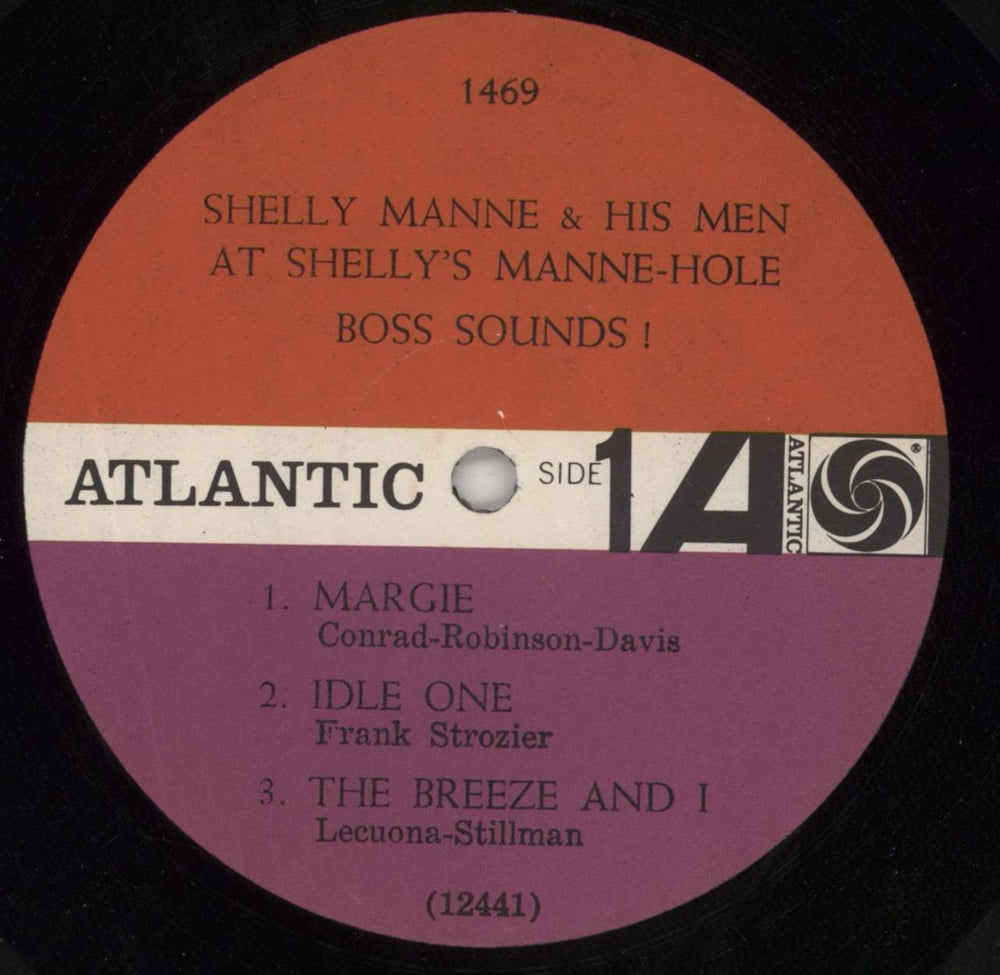 1469
SHELLY MANNE & HIS MEN
AT SHELLY'S MANNE-HOLE
BOSS SOUNDS !
ATLANTIC SIDE 1 A ATLANTIC ®
1. MARGIE
Conrad-Robinson-Davis
2. IDLE ONE
Frank Strozier
3. THE BREEZE AND I
Lecuona-Stillman
(12441)